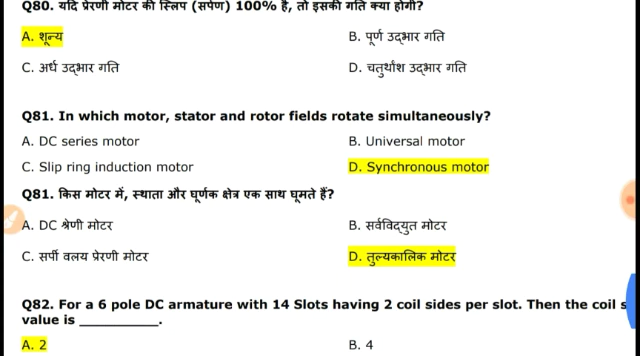 Q80. यदि प्रेरणी मोटर की स्लिप (सर्पण) 100% है, तो इसकी गति क्या होगी?
A. शून्य B. पूर्ण उद्भार गति
C. अर्ध उद्भार गति D. चतुर्थांश उद्भार गति
Q81. In which motor, stator and rotor fields rotate simultaneously?
A. DC series motor B. Universal motor
C. Slip ring induction motor D. Synchronous motor
Q81. किस मोटर में, स्थाता और घूर्णक क्षेत्र एक साथ घूमते हैं?
A. DC श्रेणी मोटर B. सर्वविद्युत मोटर
C. सर्पी वलय प्रेरणी मोटर D. तुल्यकालिक मोटर
Q82. For a 6 pole DC armature with 14 Slots having 2 coil sides per slot. Then the coil s
value is __________.
A. 2 B. 4